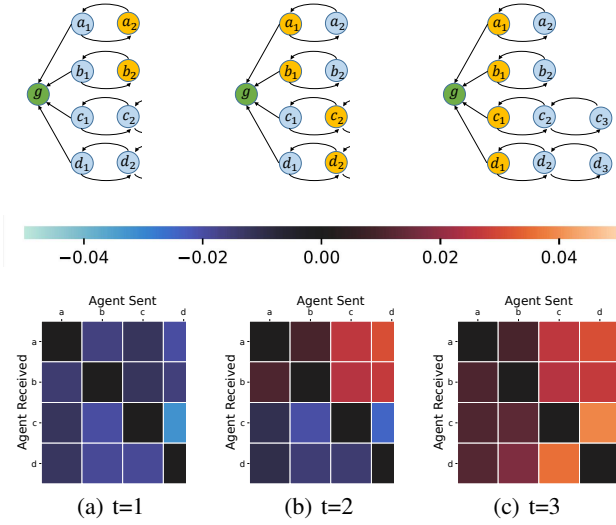 a1 a2 a1 a2 a1 a2
b1 b2 b1 b2 b1 b2
g g g
c1 c2 c1 c2 c1 c2 c3
d1 d2 d1 d2 d1 d2 d3
−0.04 −0.02 0.00 0.02 0.04
Agent Sent Agent Sent Agent Sent
a b c d a b c d a b c d
Agent Received Agent Received Agent Received
a a a
b b b
c c c
d d d
(a) t=1 (b) t=2 (c) t=3